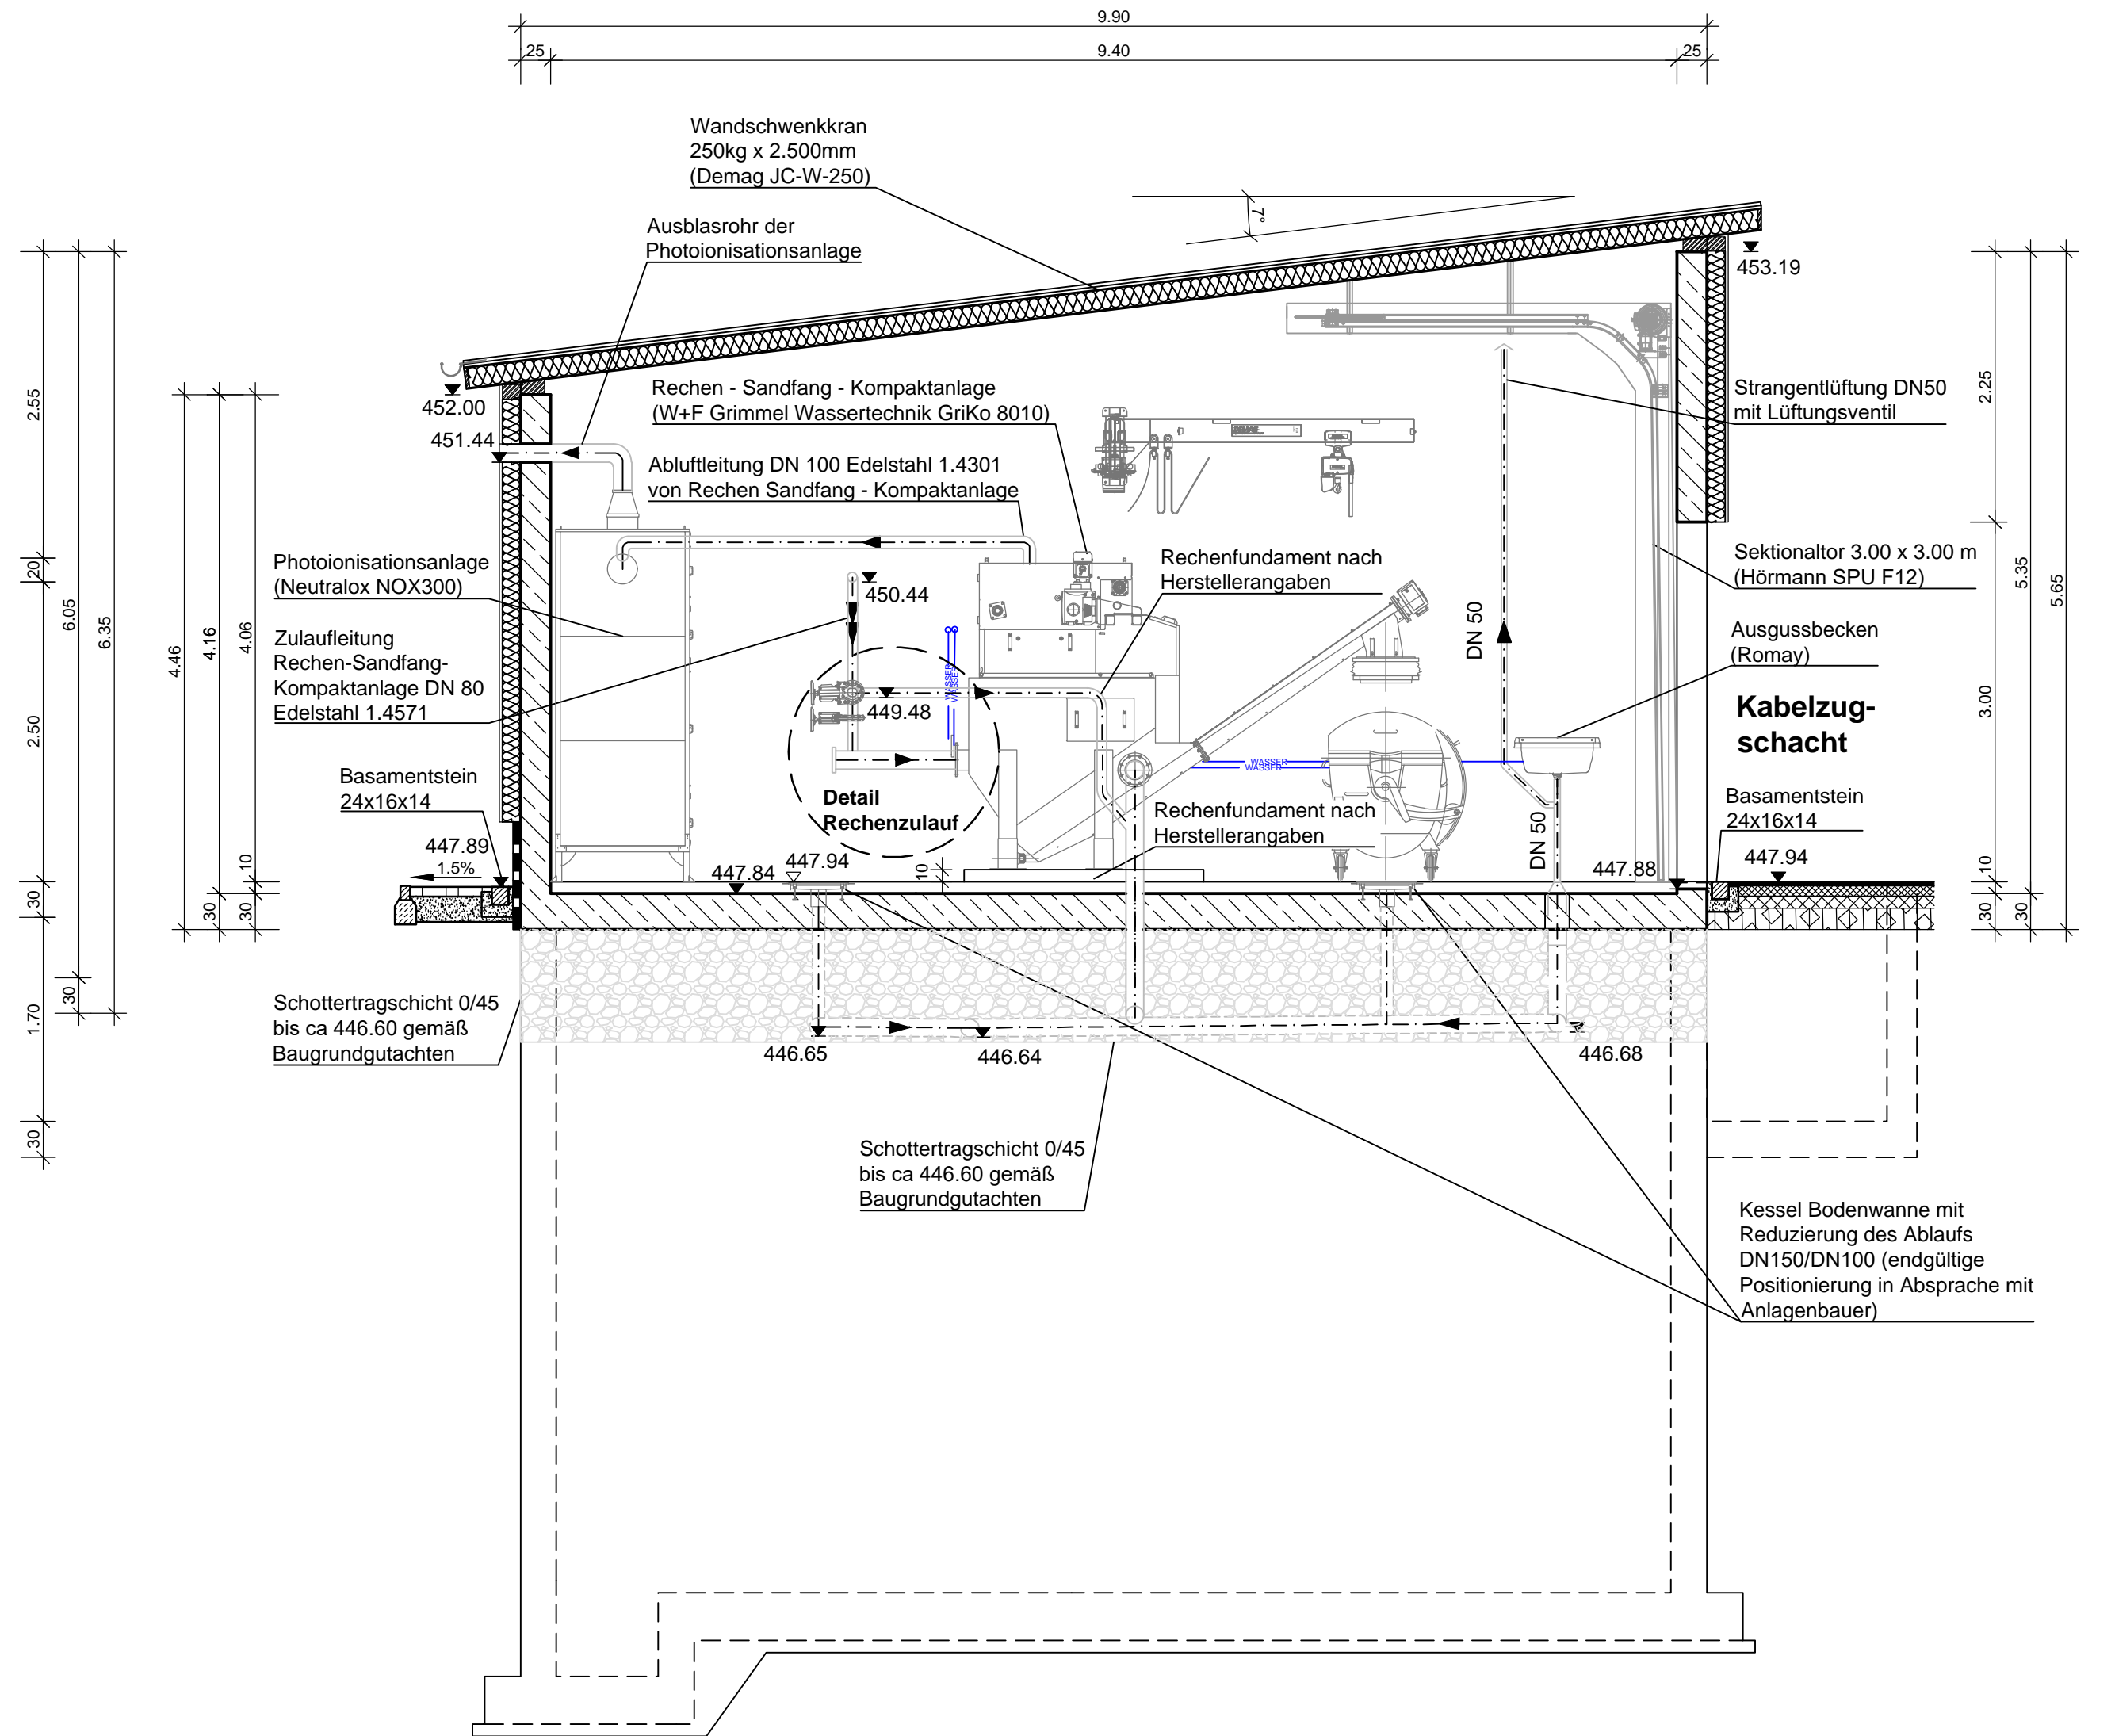 9.90
25
9.40
25
Wandschwenkkran
250kg x 2.500mm
(Demag JC-W-250)
Ausblasrohr der
Photoionisationsanlage
7°
453.19
452.00
451.44
Rechen - Sandfang - Kompaktanlage
(W+F Grimmel Wassertechnik GriKo 8010)
Abluftleitung DN 100 Edelstahl 1.4301
von Rechen Sandfang - Kompaktanlage
Strangentlüftung DN50
mit Lüftungsventil
DEMAG
kg
Photoionisationsanlage
(Neutralox NOX300)
Zulaufleitung
Rechen-Sandfang-
Kompaktanlage DN 80
Edelstahl 1.4571
450.44
Rechenfundament nach
Herstellerangaben
Sektionaltor 3.00 x 3.00 m
(Hörmann SPU F12)
Ausgussbecken
(Romay)
DN 50
WASSER
WASSER
449.48
Kabelzug-
schacht
WASSER
WASSER
Basamentstein
24x16x14
Detail
Rechenzulauf
Rechenfundament nach
Herstellerangaben
DN 50
Basamentstein
24x16x14
447.89
1.5%
447.84
447.94
10
447.88
447.94
Schottertragschicht 0/45
bis ca 446.60 gemäß
Baugrundgutachten
446.65
446.64
446.68
Schottertragschicht 0/45
bis ca 446.60 gemäß
Baugrundgutachten
Kessel Bodenwanne mit
Reduzierung des Ablaufs
DN150/DN100 (endgültige
Positionierung in Absprache mit
Anlagenbauer)
2.55
20
2.50
30
1.70
30
6.05
30
6.35
4.46
4.16
30
4.06
10
30
2.25
3.00
10
30
5.35
30
5.65